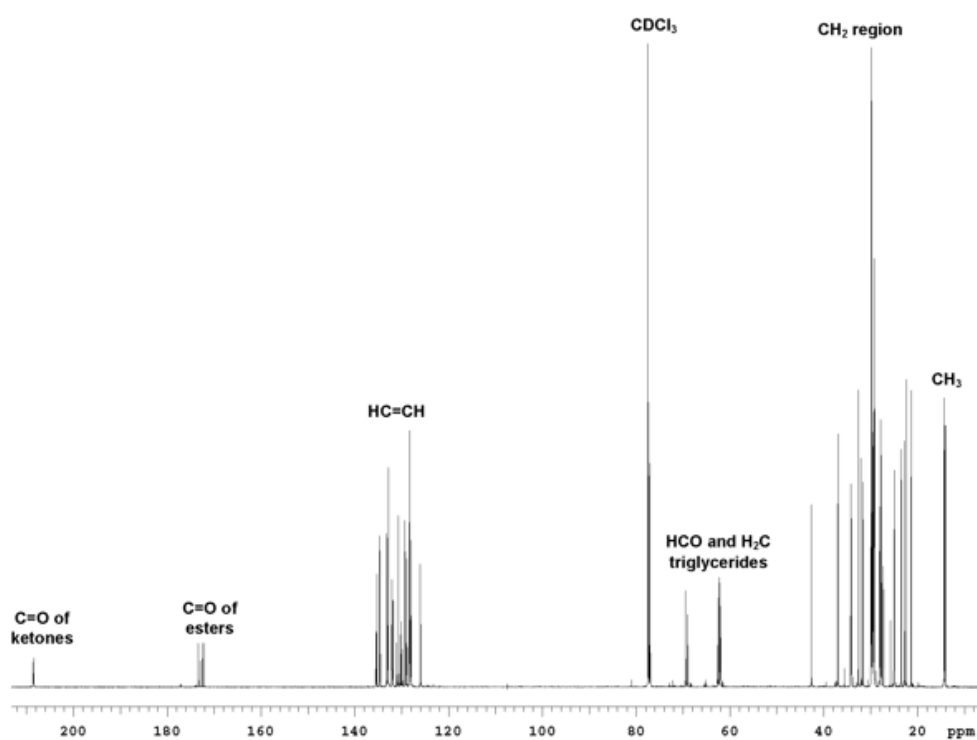 CDCl₃
CH₂ region
CH₃
HC=CH
HCO and H₂C
triglycerides
C=O of
esters
C=O of
ketones
200 180 160 140 120 100 80 60 40 20 ppm